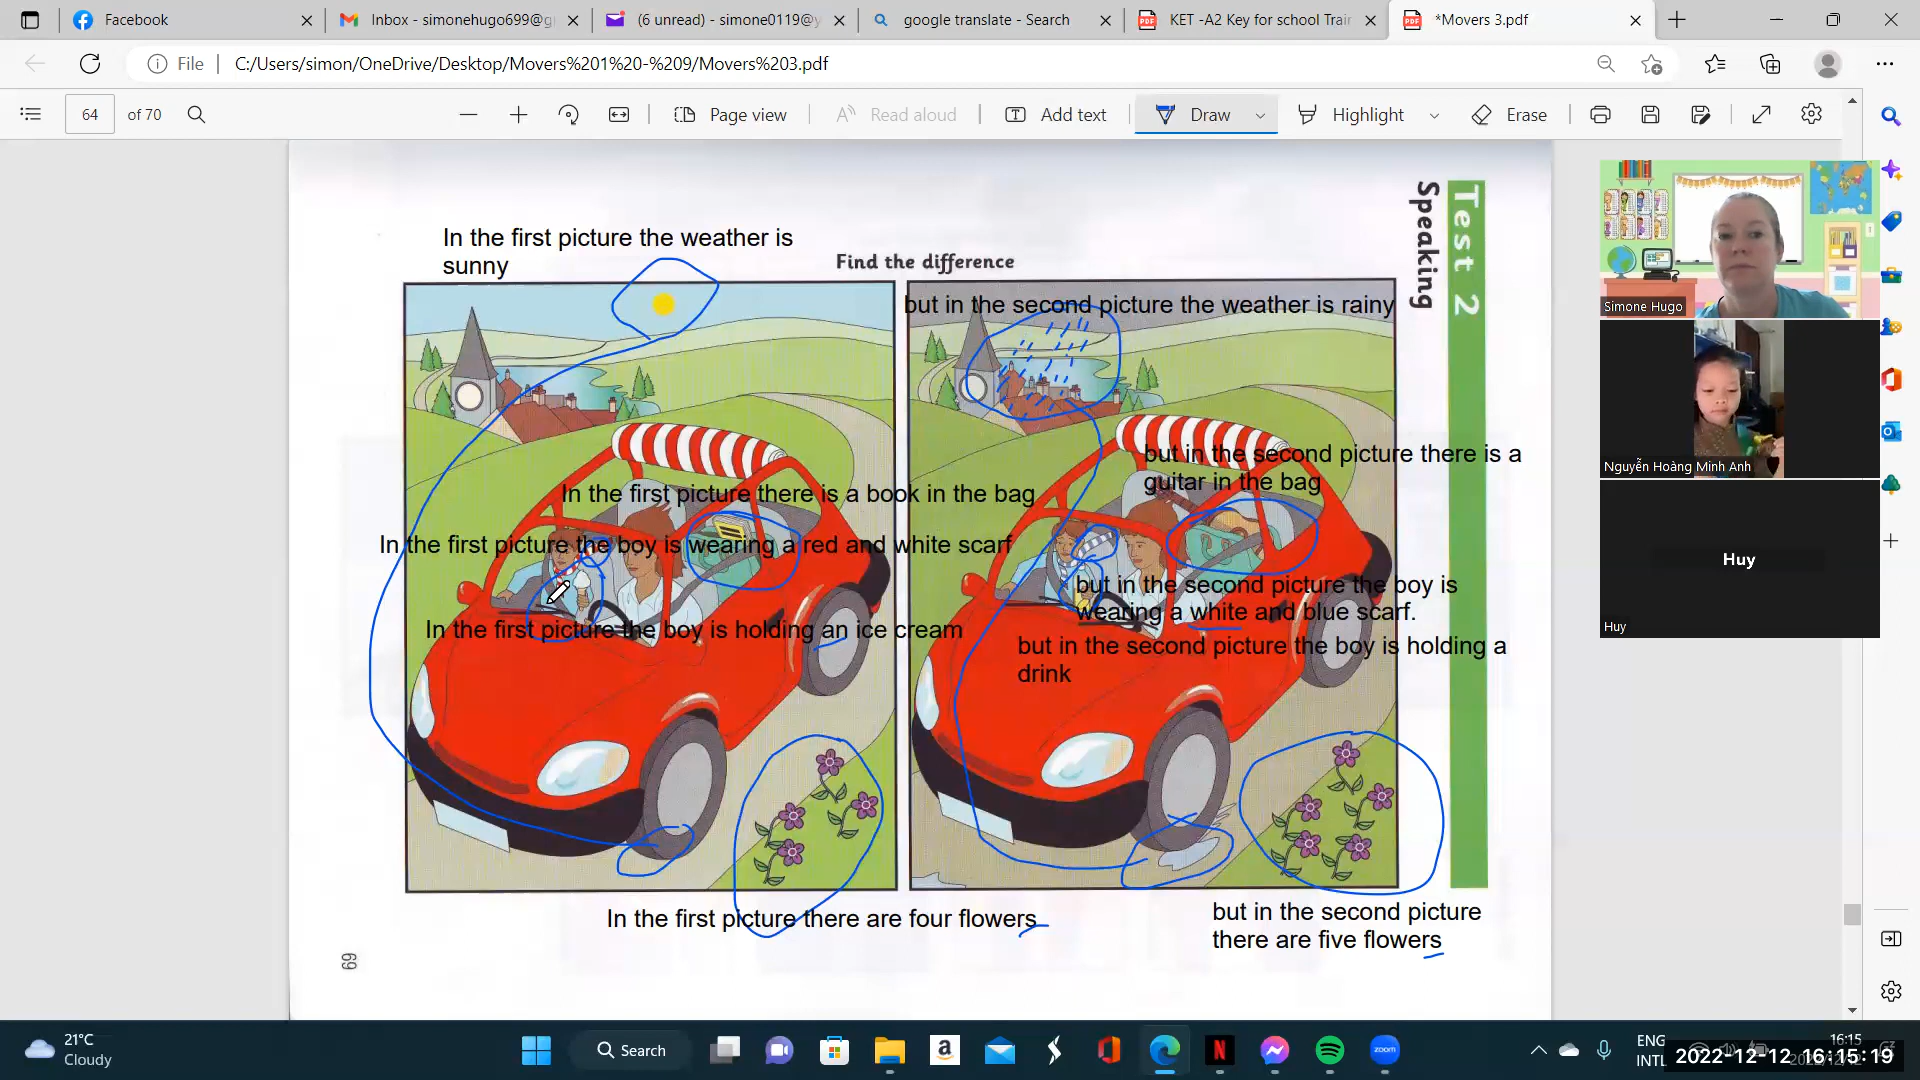 Facebook
Inbox - simonehugo699@g
(6 unread) - simone0119@y
google translate - Search
KET -A2 Key for school Trair
*Movers 3.pdf
File
C:/Users/simon/OneDrive/Desktop/Movers%201%20-%209/Movers%203.pdf
64
of 70
Page view
Read aloud
Add text
Draw
Highlight
Erase
Test 2
Speaking
In the first picture the weather is
sunny
Find the difference
but in the second picture the weather is rainy
but in the second picture there is a
guitar in the bag
In the first picture there is a book in the bag
In the first picture the boy is wearing a red and white scarf
but in the second picture the boy is
wearing a white and blue scarf.
In the first picture the boy is holding an ice cream
but in the second picture the boy is holding a
drink
In the first picture there are four flowers
but in the second picture
there are five flowers
69
Simone Hugo
Nguyễn Hoàng Minh Anh
Huy
Huy
21°C
Cloudy
Search
zoom
ENG
INTL
16:15
2022-12-12 16:15:19